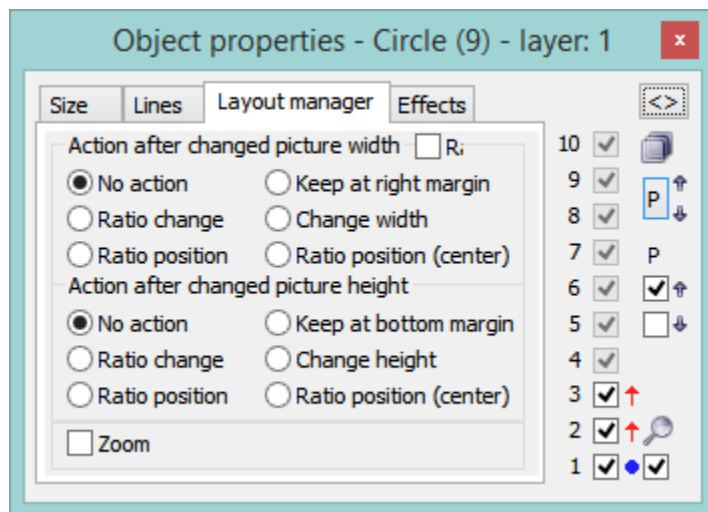 Object properties - Circle (9) - layer: 1
x
Size Lines Layout manager Effects
<>
Action after changed picture width
No action Keep at right margin
Ratio change Change width
Ratio position Ratio position (center)
Action after changed picture height
No action Keep at bottom margin
Ratio change Change height
Ratio position Ratio position (center)
Zoom
10
9
P
8
7 P
6
5
4
3
2
1